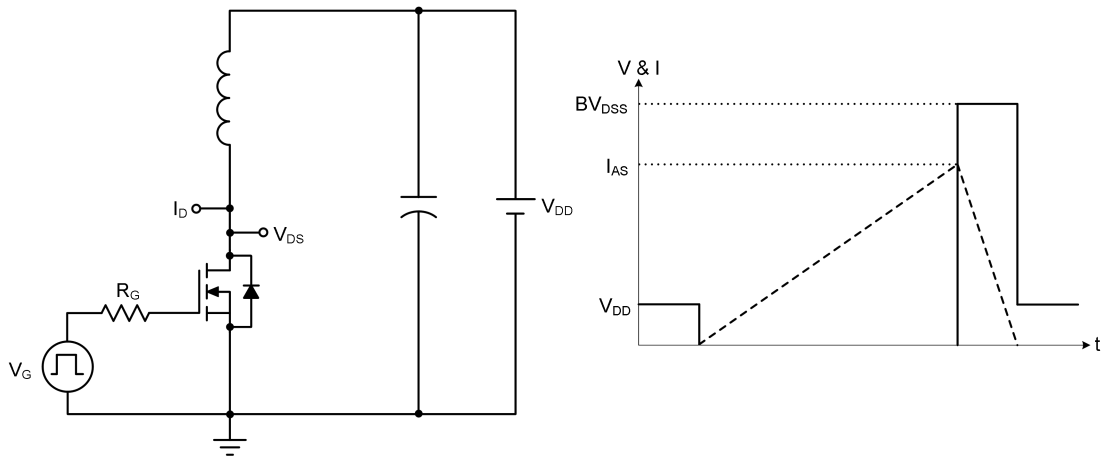 I_D
V_DS
R_G
V_G
V_DD
V & I
BV_DSS
I_AS
V_DD
t